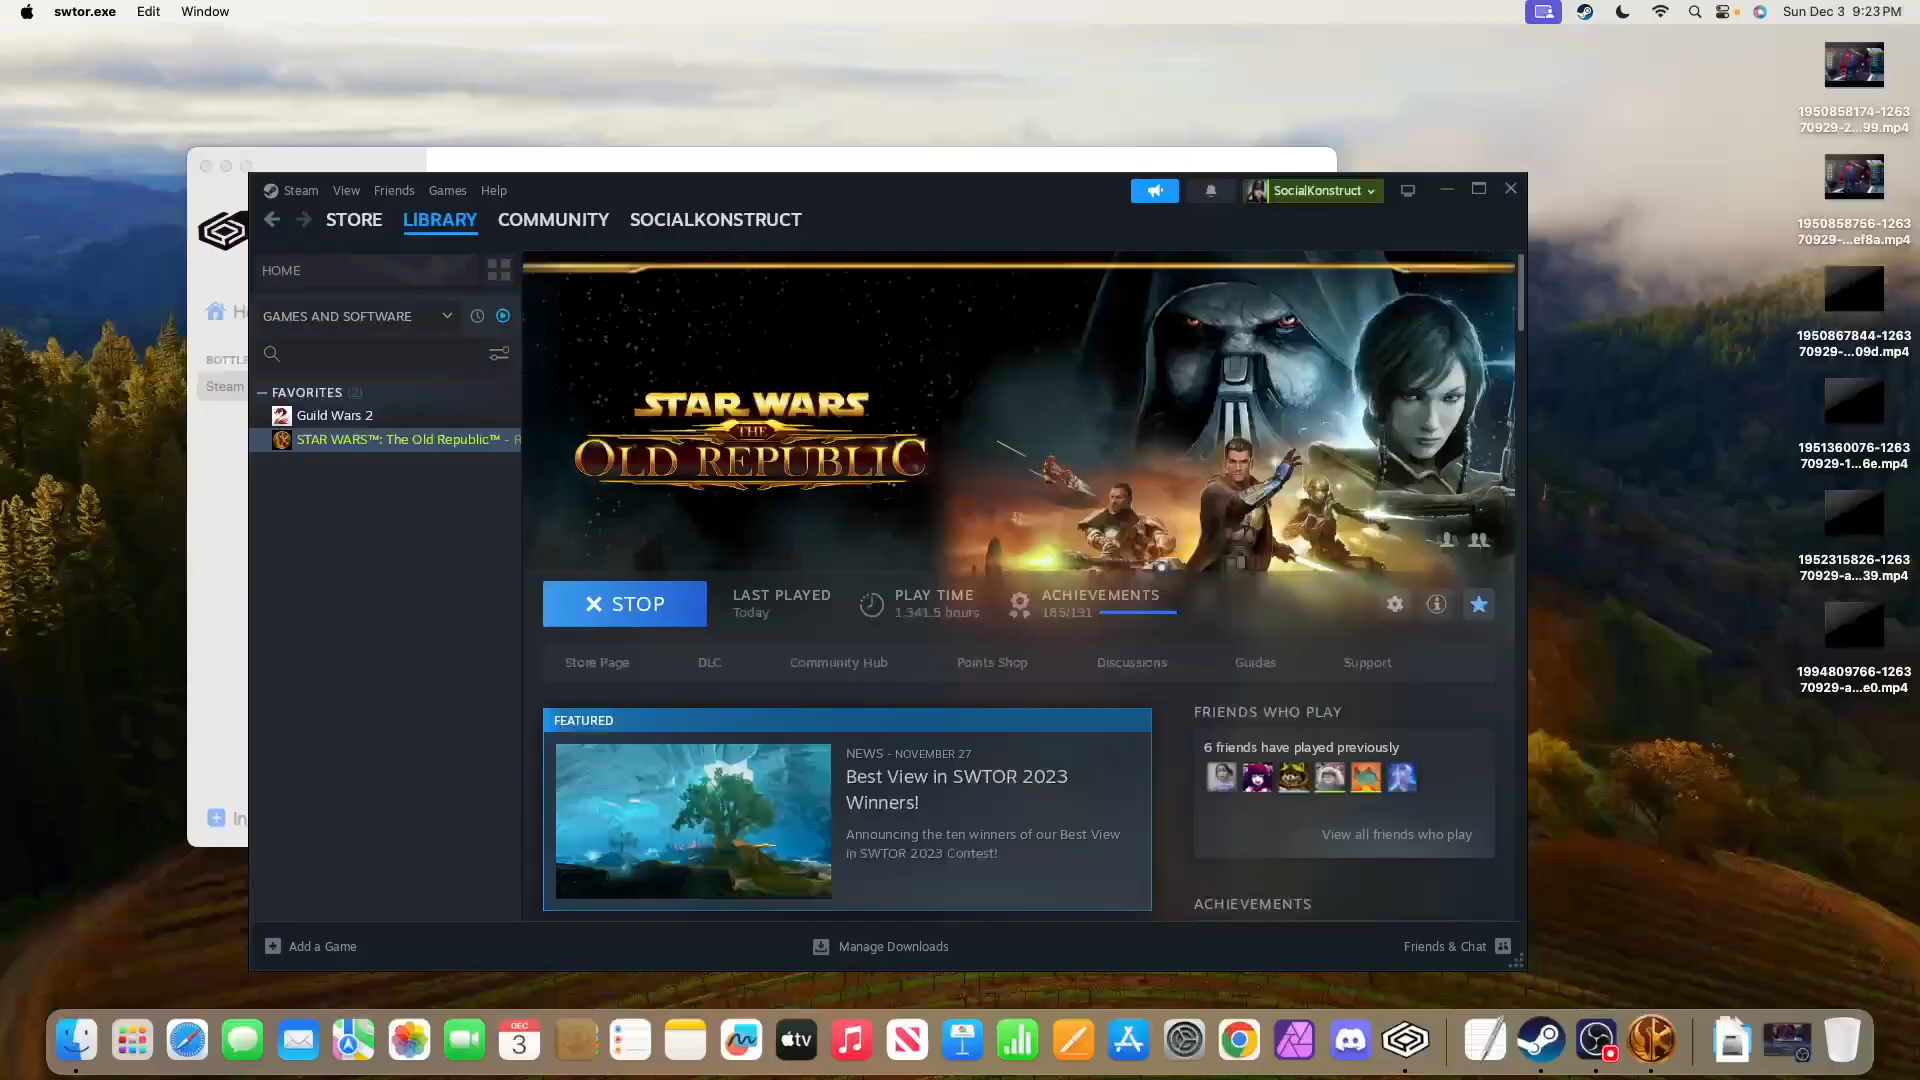 swtor.exe Edit Window
Sun Dec 3 9:23 PM
1950858174-1263
70929-2...99.mp4
1950858756-1263
70929-...ef8a.mp4
1950867844-1263
70929-...09d.mp4
1951360076-1263
70929-1...6e.mp4
1952315826-1263
70929-a...39.mp4
1994809766-1263
70929-a...e0.mp4
BOTTLE
Steam
Steam View Friends Games Help
SocialKonstruct
STORE LIBRARY COMMUNITY SOCIALKONSTRUCT
HOME
GAMES AND SOFTWARE
FAVORITES (2)
Guild Wars 2
STAR WARS™: The Old Republic™ - R
STAR WARS
THE
OLD REPUBLIC
STOP
LAST PLAYED
Today
PLAY TIME
1,341.5 hours
ACHIEVEMENTS
185/191
Store Page DLC Community Hub Points Shop Discussions Guides Support
FEATURED
NEWS - NOVEMBER 27
Best View in SWTOR 2023
Winners!
Announcing the ten winners of our Best View
in SWTOR 2023 Contest!
FRIENDS WHO PLAY
6 friends have played previously
View all friends who play
ACHIEVEMENTS
Add a Game
Manage Downloads
Friends & Chat
DEC
3
tv